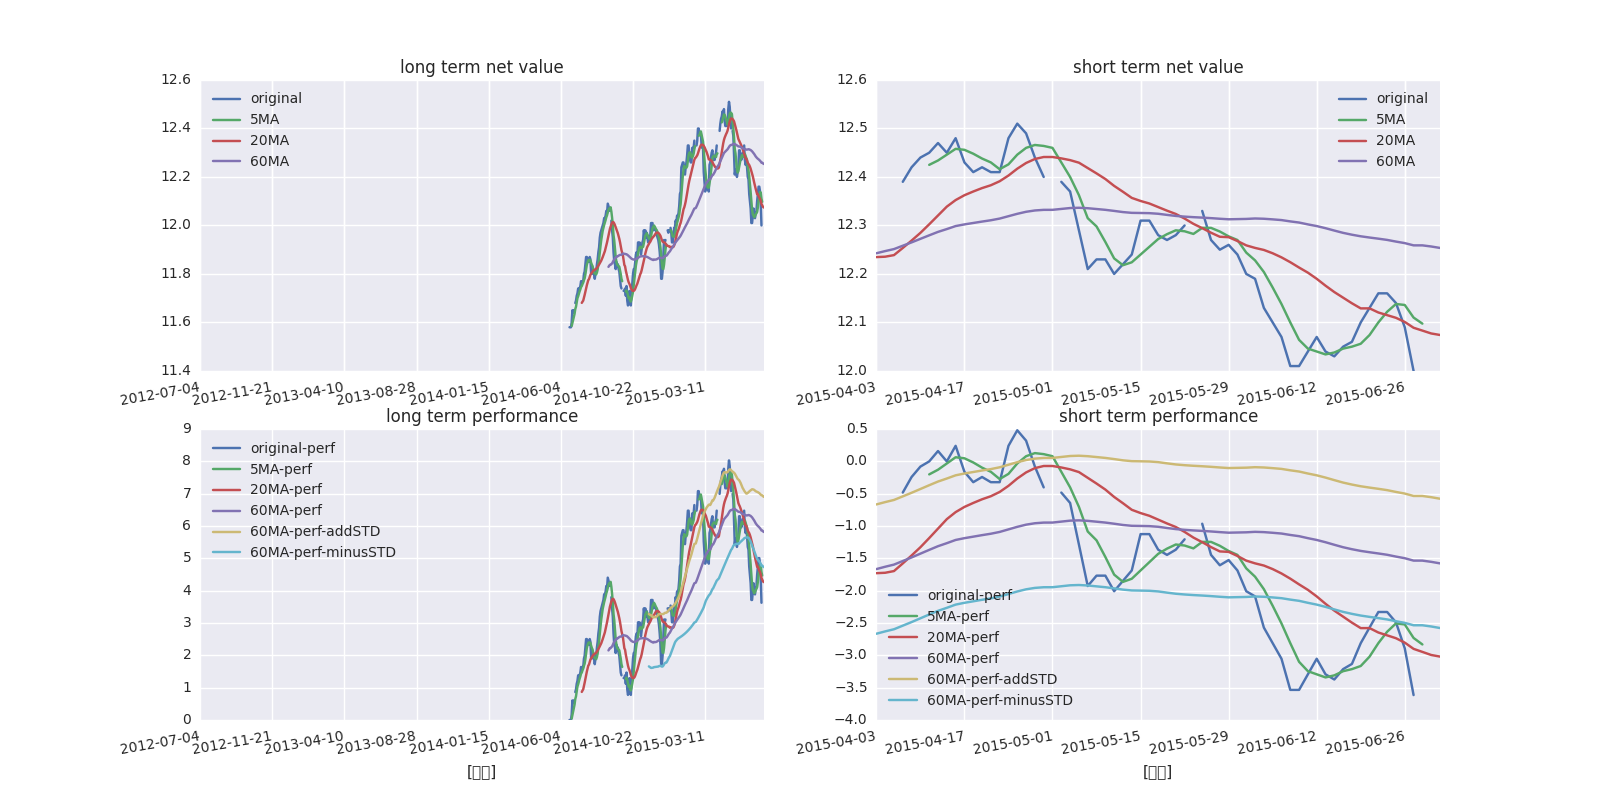 long term net value
12.6
12.4
12.2
12.0
11.8
11.6
11.4
original
5MA
20MA
60MA
2012-07-04
2012-11-21
2013-04-10
2013-08-28
2014-01-15
2014-06-04
2014-10-22
2015-03-11
short term net value
12.6
12.5
12.4
12.3
12.2
12.1
12.0
original
5MA
20MA
60MA
2015-04-03
2015-04-17
2015-05-01
2015-05-15
2015-05-29
2015-06-12
2015-06-26
long term performance
9
8
7
6
5
4
3
2
1
0
original-perf
5MA-perf
20MA-perf
60MA-perf
60MA-perf-addSTD
60MA-perf-minusSTD
2012-07-04
2012-11-21
2013-04-10
2013-08-28
2014-01-15
2014-06-04
2014-10-22
2015-03-11
short term performance
0.5
0.0
−0.5
−1.0
−1.5
−2.0
−2.5
−3.0
−3.5
−4.0
original-perf
5MA-perf
20MA-perf
60MA-perf
60MA-perf-addSTD
60MA-perf-minusSTD
2015-04-03
2015-04-17
2015-05-01
2015-05-15
2015-05-29
2015-06-12
2015-06-26